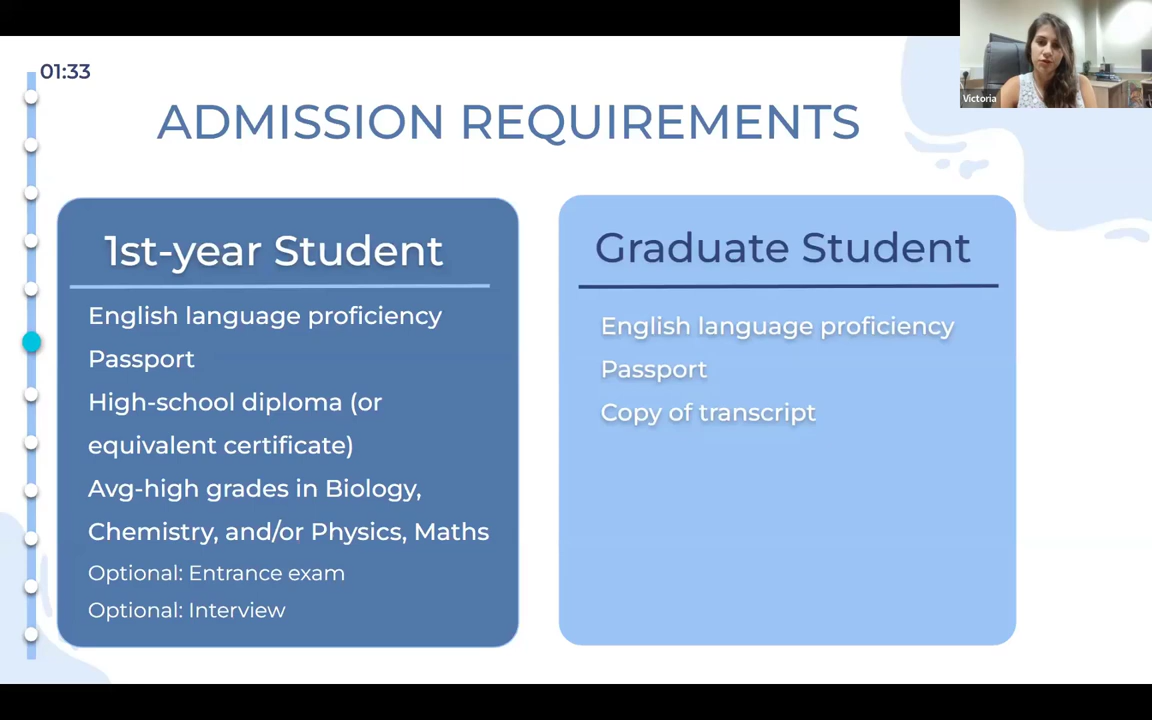 01:33
Victoria
ADMISSION REQUIREMENTS
1st-year Student
English language proficiency
Passport
High-school diploma (or
equivalent certificate)
Avg-high grades in Biology,
Chemistry, and/or Physics, Maths
Optional: Entrance exam
Optional: Interview
Graduate Student
English language proficiency
Passport
Copy of transcript